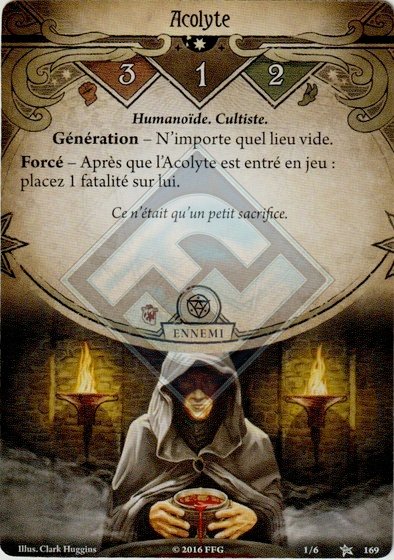 Acolyte
3 1 2
Humanoïde. Cultiste.
Génération – N'importe quel lieu vide.
Forcé – Après que l'Acolyte est entré en jeu :
placez 1 fatalité sur lui.
Ce n'était qu'un petit sacrifice.
ENNEMI
Illus. Clark Huggins © 2016 FFG 1/6 169